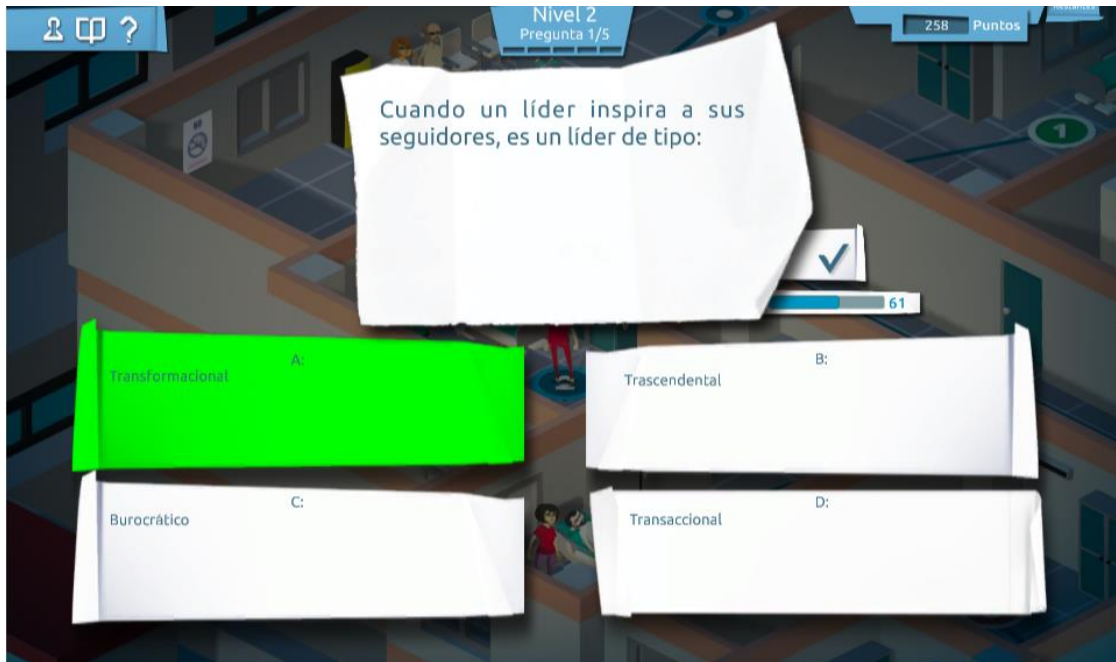 Nivel 2
Pregunta 1/5
258 Puntos
Cuando un líder inspira a sus
seguidores, es un líder de tipo:
61
1
A:
Transformacional
B:
Trascendental
C:
Burocrático
D:
Transaccional